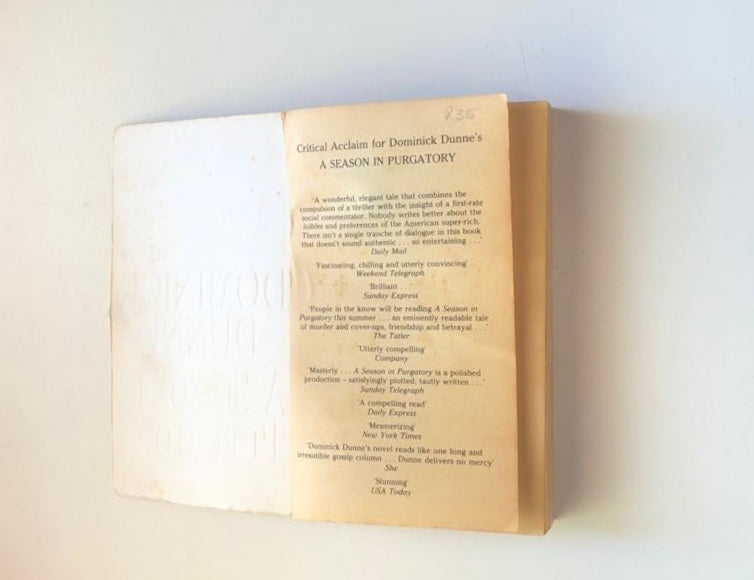 R35
Critical Acclaim for Dominick Dunne's
A SEASON IN PURGATORY
'A wonderful, elegant tale that combines the
compulsion of a thriller with the insight of a first-rate
social commentator. Nobody writes better about the
foibles and preferences of the American super-rich.
There isn't a single tranche of dialogue in this book
that doesn't sound authentic . . . so entertaining . . .'
Daily Mail
'Fascinating, chilling and utterly convincing'
Weekend Telegraph
'Brilliant . . .'
Sunday Express
'People in the know will be reading A Season in
Purgatory this summer . . . an eminently readable tale
of murder and cover-ups, friendship and betrayal . . .'
The Tatler
'Utterly compelling'
Company
'Masterly . . . A Season in Purgatory is a polished
production – satisfyingly plotted, tautly written . . .'
Sunday Telegraph
'A compelling read'
Daily Express
'Mesmerizing'
New York Times
'Dominick Dunne's novel reads like one long and
irresistible gossip column . . . Dunne delivers no mercy'
She
'Stunning'
USA Today